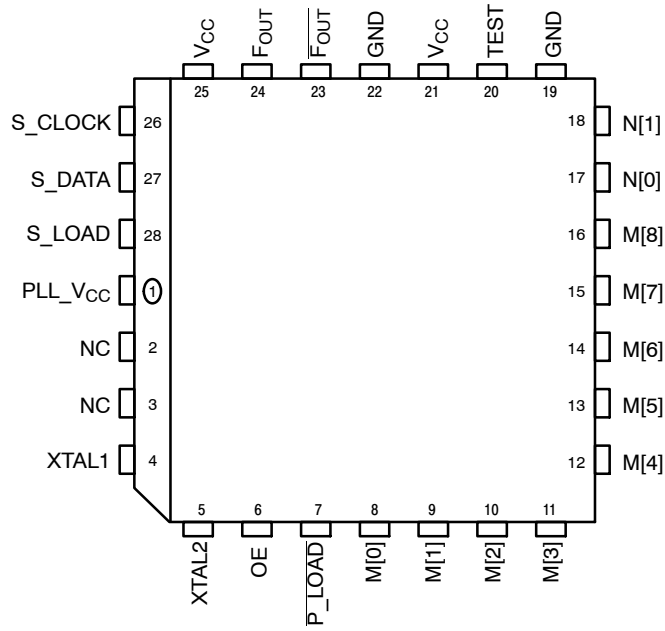 VCC
FOUT
F̅O̅U̅T̅
GND
VCC
TEST
GND
25 24 23 22 21 20 19
S_CLOCK 26
S_DATA 27
S_LOAD 28
PLL_VCC 1
NC 2
NC 3
XTAL1 4
18 N[1]
17 N[0]
16 M[8]
15 M[7]
14 M[6]
13 M[5]
12 M[4]
5 6 7 8 9 10 11
XTAL2
OE
P̅_̅L̅O̅A̅D̅
M[0]
M[1]
M[2]
M[3]